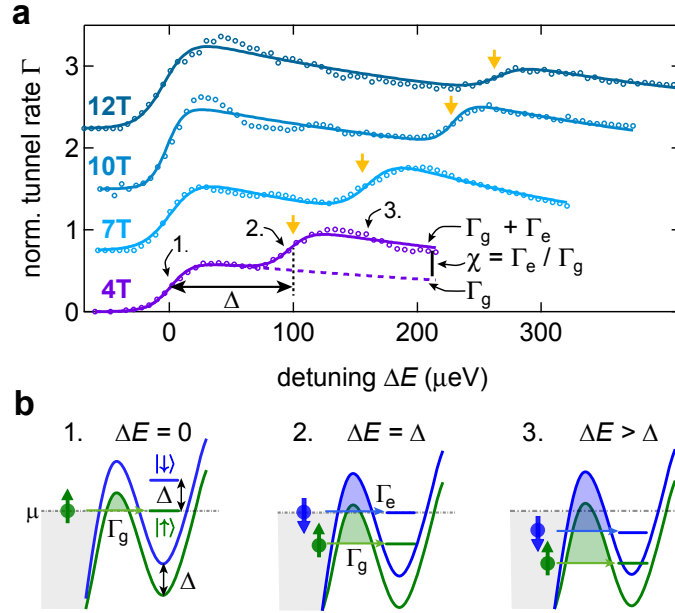 a
norm. tunnel rate Γ
3
2
1
0
12T
10T
7T
4T
1.
2.
3.
Γg + Γe
χ = Γe / Γg
Γg
Δ
0
100
200
300
detuning ΔE (μeV)
b
1. ΔE = 0
2. ΔE = Δ
3. ΔE > Δ
μ
|↓⟩
Δ
|↑⟩
Γg
Δ
Γe
Γg